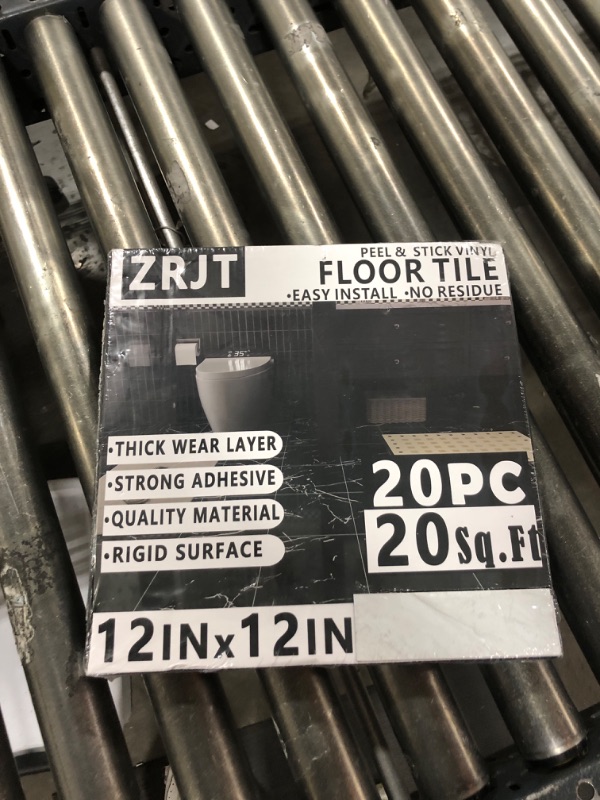 ZRJT
PEEL & STICK VINYL
FLOOR TILE
•EASY INSTALL •NO RESIDUE
35°
•THICK WEAR LAYER
•STRONG ADHESIVE
•QUALITY MATERIAL
•RIGID SURFACE
20PC
20Sq.Ft
12INx12IN